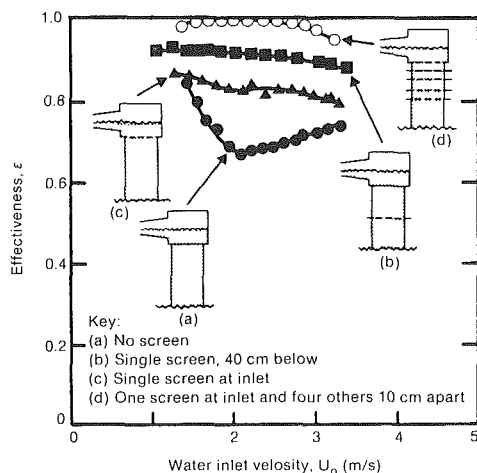 1.0
0.8
0.6
0.4
0.2
0
0
1
2
3
4
5
Effectiveness, ε
(d)
(c)
(b)
(a)
Key:
(a) No screen
(b) Single screen, 40 cm below
(c) Single screen at inlet
(d) One screen at inlet and four others 10 cm apart
Water inlet velosity, Uo (m/s)